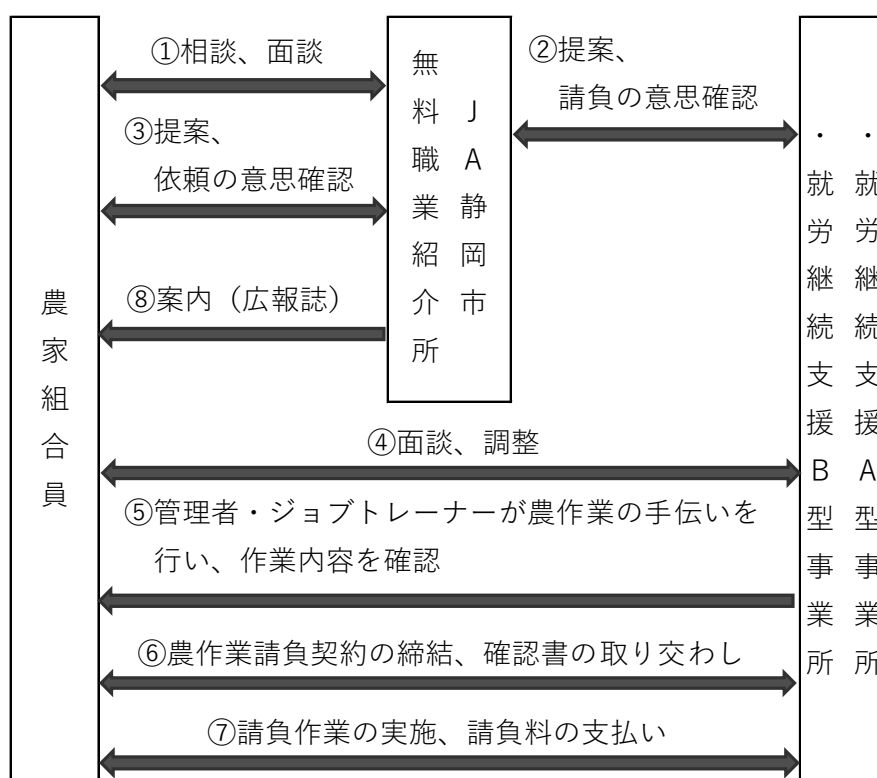 ①相談、面談
②提案、
請負の意思確認
③提案、
依頼の意思確認
⑧案内（広報誌）
④面談、調整
⑤管理者・ジョブトレーナーが農作業の手伝いを
行い、作業内容を確認
⑥農作業請負契約の締結、確認書の取り交わし
⑦請負作業の実施、請負料の支払い
農家組合員
JA静岡市
無料職業紹介所
・就労継続支援A型事業所
・就労継続支援B型事業所